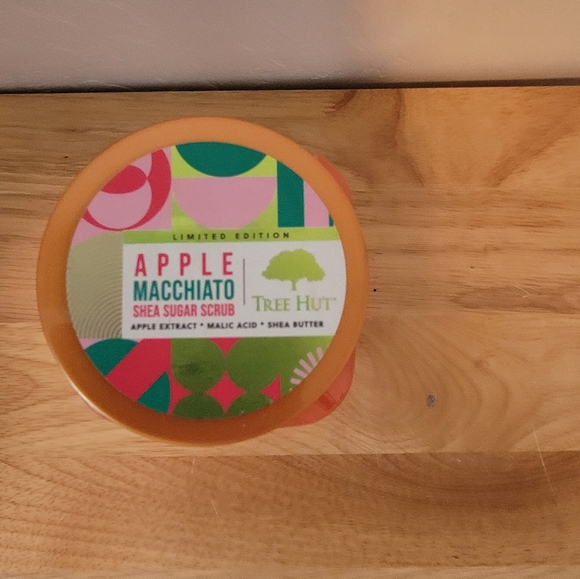 LIMITED EDITION
APPLE
MACCHIATO
SHEA SUGAR SCRUB
TREE HUT
APPLE EXTRACT * MALIC ACID * SHEA BUTTER